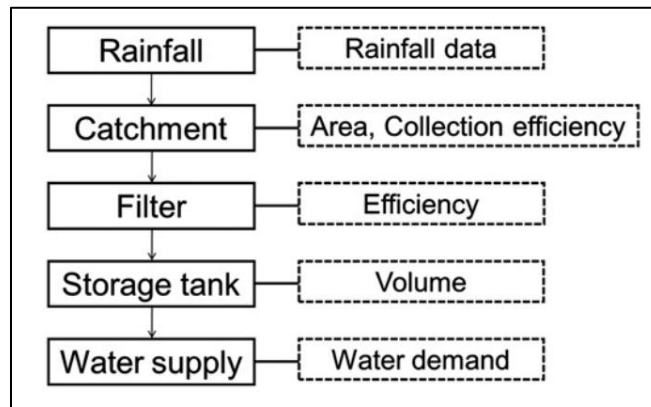 Rainfall
Rainfall data
Catchment
Area, Collection efficiency
Filter
Efficiency
Storage tank
Volume
Water supply
Water demand